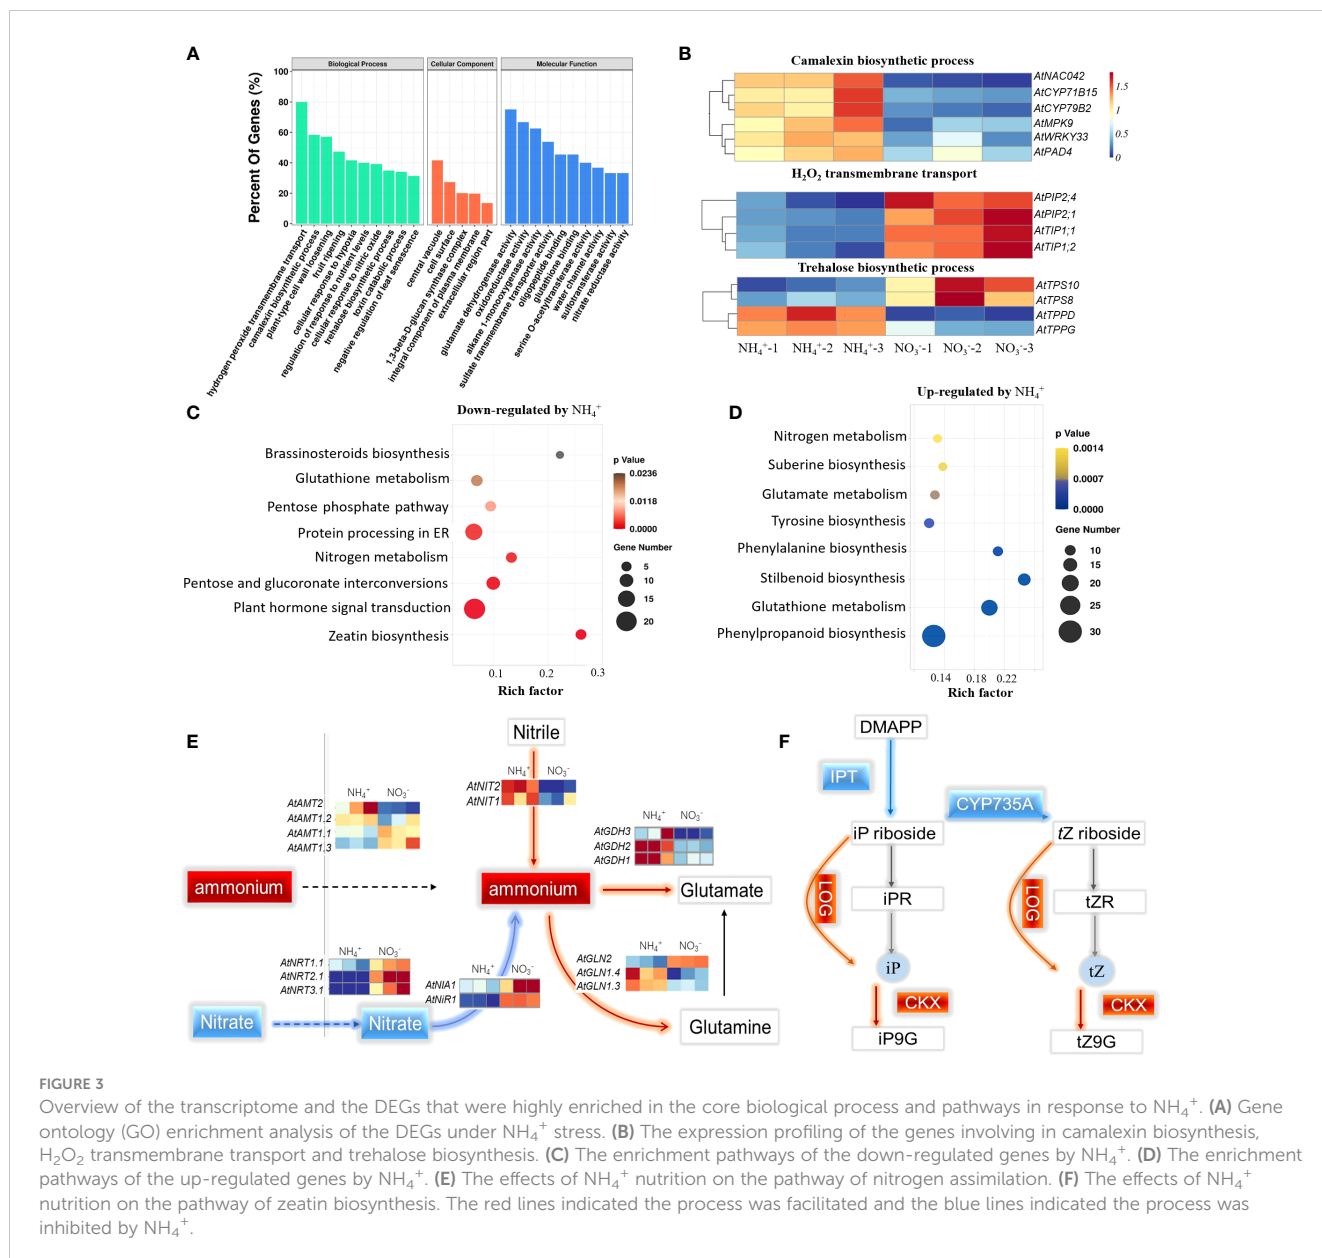 A
Biological Process
Cellular Component
Molecular Function
Percent Of Genes (%)
100
80
60
40
20
0
hydrogen peroxide transmembrane transport
camalexin biosynthetic process
plant-type cell wall loosening
fruit ripening
cellular response to hypoxia
regulation of response to nutrient levels
cellular response to nitric oxide
trehalose biosynthetic process
toxin catabolic process
negative regulation of leaf senescence
central vacuole
cell surface
1,3-beta-D-glucan synthase complex
integral component of plasma membrane
extracellular region part
glutamate dehydrogenase activity
oxidoreductase activity
alkane 1-monooxygenase activity
sulfate transmembrane transporter activity
oligopeptide binding
glutathione binding
serine O-acetyltransferase activity
water channel activity
sulfotransferase activity
nitrate reductase activity
B
Camalexin biosynthetic process
AtNAC042
AtCYP71B15
AtCYP79B2
AtMPK9
AtWRKY33
AtPAD4
1.5
1
0.5
0
H₂O₂ transmembrane transport
AtPIP2;4
AtPIP2;1
AtTIP1;1
AtTIP1;2
Trehalose biosynthetic process
AtTPS10
AtTPS8
AtTPPD
AtTPPG
NH₄⁺-1 NH₄⁺-2 NH₄⁺-3 NO₃⁻-1 NO₃⁻-2 NO₃⁻-3
C
Down-regulated by NH₄⁺
Brassinosteroids biosynthesis
Glutathione metabolism
Pentose phosphate pathway
Protein processing in ER
Nitrogen metabolism
Pentose and glucoronate interconversions
Plant hormone signal transduction
Zeatin biosynthesis
0.1 0.2 0.3
Rich factor
p Value
0.0236
0.0118
0.0000
Gene Number
5
10
15
20
D
Up-regulated by NH₄⁺
Nitrogen metabolism
Suberine biosynthesis
Glutamate metabolism
Tyrosine biosynthesis
Phenylalanine biosynthesis
Stilbenoid biosynthesis
Glutathione metabolism
Phenylpropanoid biosynthesis
0.14 0.18 0.22
Rich factor
p Value
0.0014
0.0007
0.0000
Gene Number
10
15
20
25
30
E
Nitrile
NH₄⁺ NO₃⁻
AtNIT2
AtNIT1
NH₄⁺ NO₃⁻
AtAMT2
AtAMT1.2
AtAMT1.1
AtAMT1.3
NH₄⁺ NO₃⁻
AtGDH3
AtGDH2
AtGDH1
ammonium
ammonium
Glutamate
NH₄⁺ NO₃⁻
AtNRT1.1
AtNRT2.1
AtNRT3.1
NH₄⁺ NO₃⁻
AtNIA1
AtNiR1
NH₄⁺ NO₃⁻
AtGLN2
AtGLN1.4
AtGLN1.3
Nitrate
Nitrate
Glutamine
F
DMAPP
IPT
CYP735A
iP riboside
tZ riboside
LOG
LOG
iPR
tZR
iP
tZ
CKX
CKX
iP9G
tZ9G
FIGURE 3
Overview of the transcriptome and the DEGs that were highly enriched in the core biological process and pathways in response to NH₄⁺. (A) Gene
ontology (GO) enrichment analysis of the DEGs under NH₄⁺ stress. (B) The expression profiling of the genes involving in camalexin biosynthesis,
H₂O₂ transmembrane transport and trehalose biosynthesis. (C) The enrichment pathways of the down-regulated genes by NH₄⁺. (D) The enrichment
pathways of the up-regulated genes by NH₄⁺. (E) The effects of NH₄⁺ nutrition on the pathway of nitrogen assimilation. (F) The effects of NH₄⁺
nutrition on the pathway of zeatin biosynthesis. The red lines indicated the process was facilitated and the blue lines indicated the process was
inhibited by NH₄⁺.